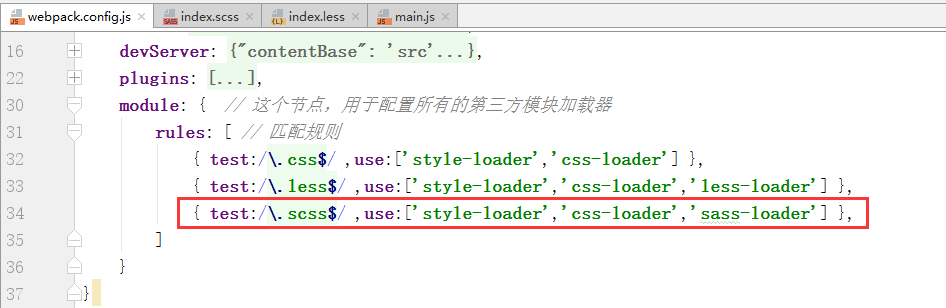 webpack.config.js index.scss index.less main.js
16 devServer: {"contentBase": 'src'...},
22 plugins: [...],
30 module: { // 这个节点，用于配置所有的第三方模块加载器
31 rules: [ // 匹配规则
32 { test:/\.css$/ ,use:['style-loader','css-loader'] },
33 { test:/\.less$/ ,use:['style-loader','css-loader','less-loader'] },
34 { test:/\.scss$/ ,use:['style-loader','css-loader','sass-loader'] },
35 ]
36 }
37 }